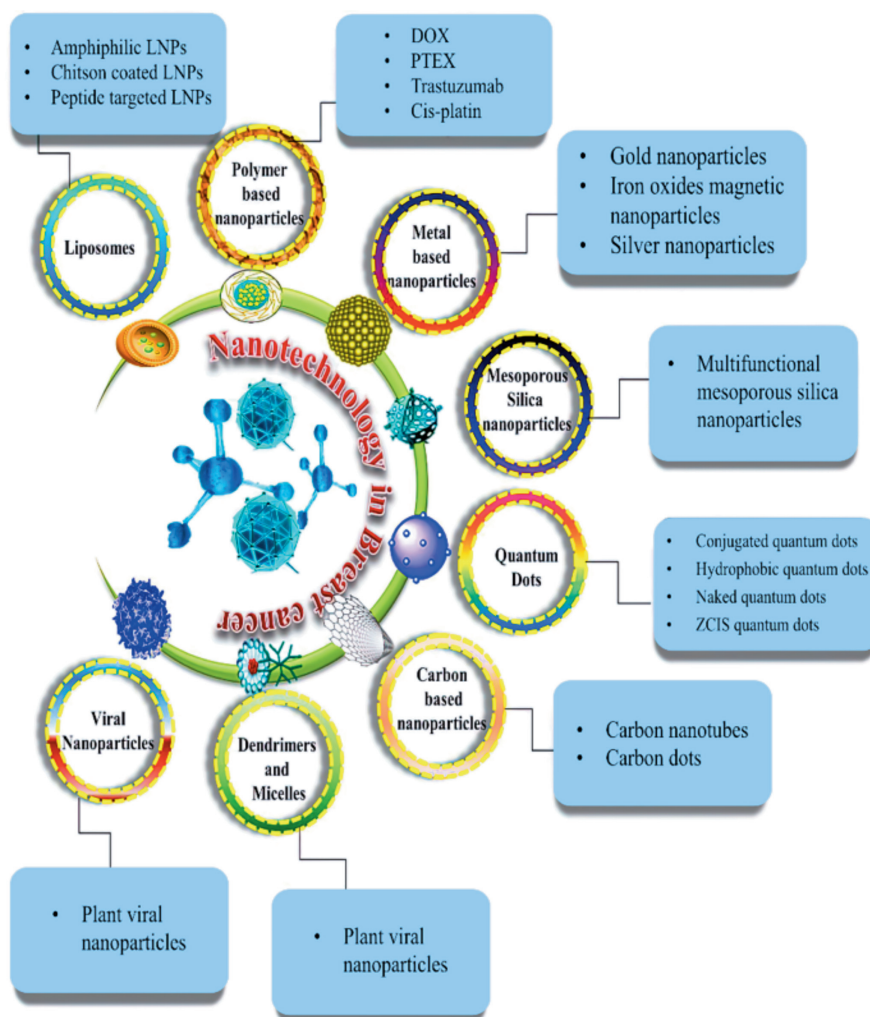 • Amphiphilic LNPs
• Chitson coated LNPs
• Peptide targeted LNPs
• DOX
• PTEX
• Trastuzumab
• Cis-platin
Liposomes
Polymer
based
nanoparticles
Metal
based
nanoparticles
• Gold nanoparticles
• Iron oxides magnetic
nanoparticles
• Silver nanoparticles
Nanotechnology in Breast cancer
Mesoporous
Silica
nanoparticles
• Multifunctional
mesoporous silica
nanoparticles
Quantum
Dots
• Conjugated quantum dots
• Hydrophobic quantum dots
• Naked quantum dots
• ZCIS quantum dots
Carbon
based
nanoparticles
• Carbon nanotubes
• Carbon dots
Viral
Nanoparticles
Dendrimers
and
Micelles
• Plant viral
nanoparticles
• Plant viral
nanoparticles